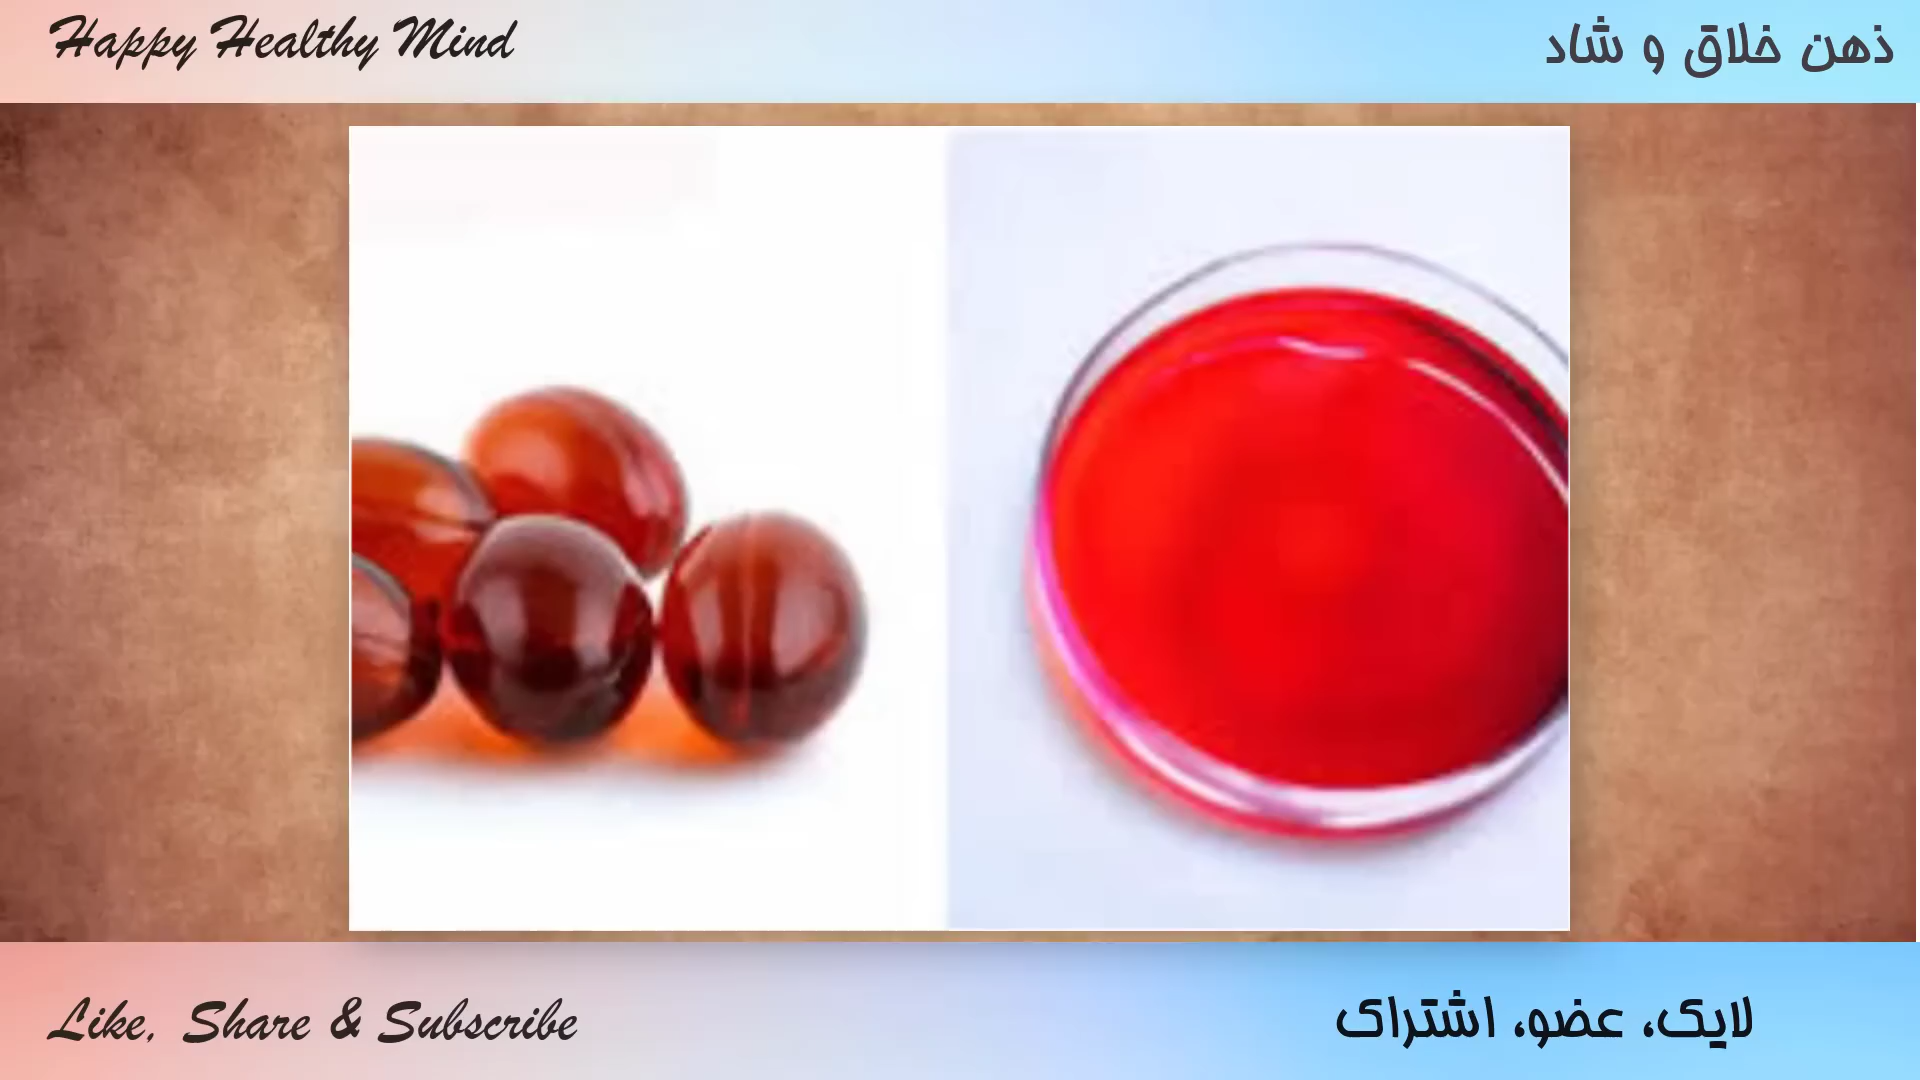 Happy Healthy Mind
ذهن خلاق و شاد
Like, Share & Subscribe
لایک، عضو، اشتراک